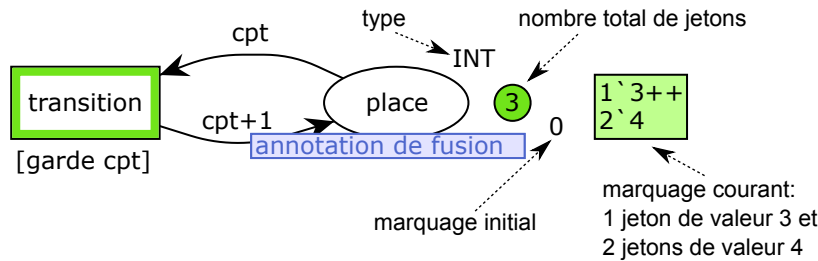 type
nombre total de jetons
cpt
INT
transition
place
3
1`3++
2`4
cpt+1
0
annotation de fusion
[garde cpt]
marquage initial
marquage courant:
1 jeton de valeur 3 et
2 jetons de valeur 4